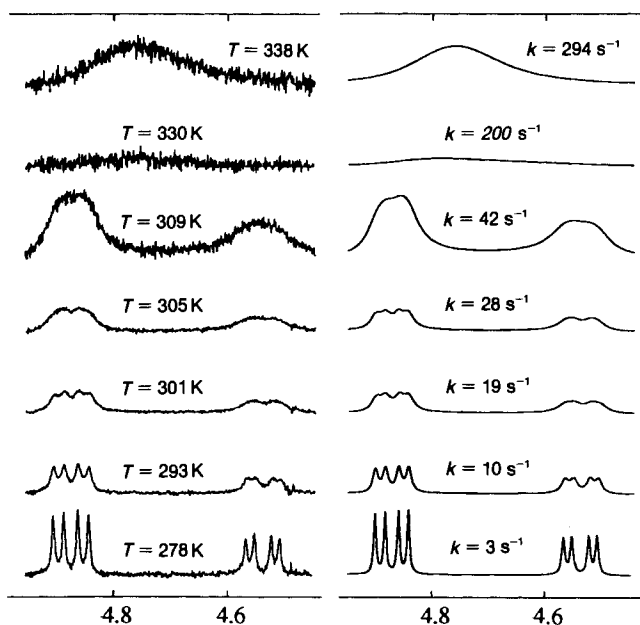 T = 338 K
k = 294 s⁻¹
T = 330 K
k = 200 s⁻¹
T = 309 K
k = 42 s⁻¹
T = 305 K
k = 28 s⁻¹
T = 301 K
k = 19 s⁻¹
T = 293 K
k = 10 s⁻¹
T = 278 K
k = 3 s⁻¹
4.8 4.6 4.8 4.6